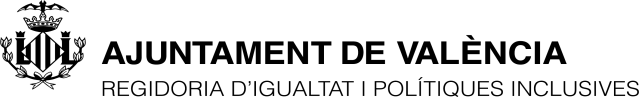 AJUNTAMENT DE VALÈNCIA
REGIDORIA D'IGUALTAT I POLÍTIQUES INCLUSIVES